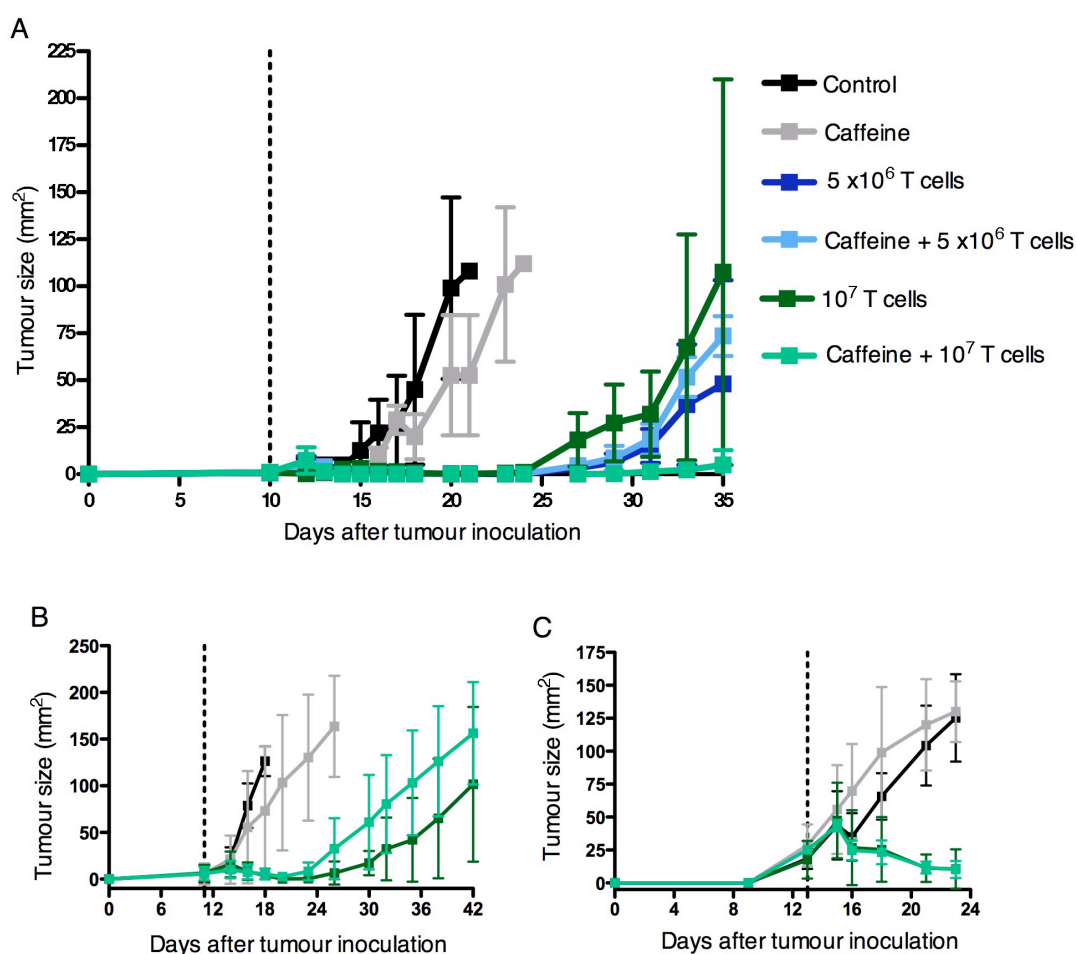 A
225
200
175
150
125
100
75
50
25
0
Tumour size (mm²)
0 5 10 15 20 25 30 35
Days after tumour inoculation
Control
Caffeine
5 x10⁶ T cells
Caffeine + 5 x10⁶ T cells
10⁷ T cells
Caffeine + 10⁷ T cells
B
250
200
150
100
50
0
Tumour size (mm²)
0 6 12 18 24 30 36 42
Days after tumour inoculation
C
175
150
125
100
75
50
25
0
Tumour size (mm²)
0 4 8 12 16 20 24
Days after tumour inoculation